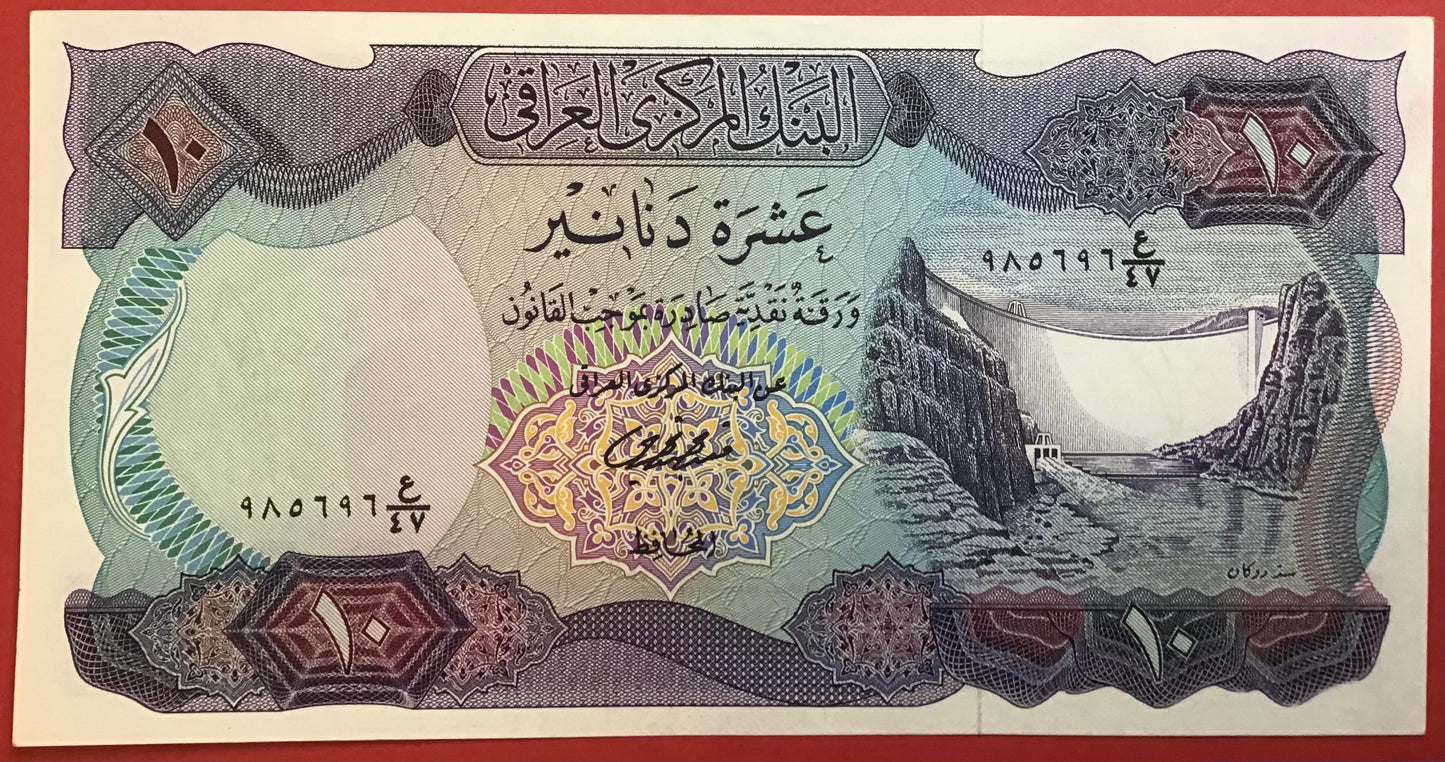 البنك المركزي العراقي
١٠
١٠
عشرة دنانير
ع
٤٧
٩٨٥٦٩٦
ورقة نقدية صادرة بموجب القانون
عن البنك المركزي العراقي
ع
٤٧
٩٨٥٦٩٦
المحافظ
سد دوكان
١٠
١٠